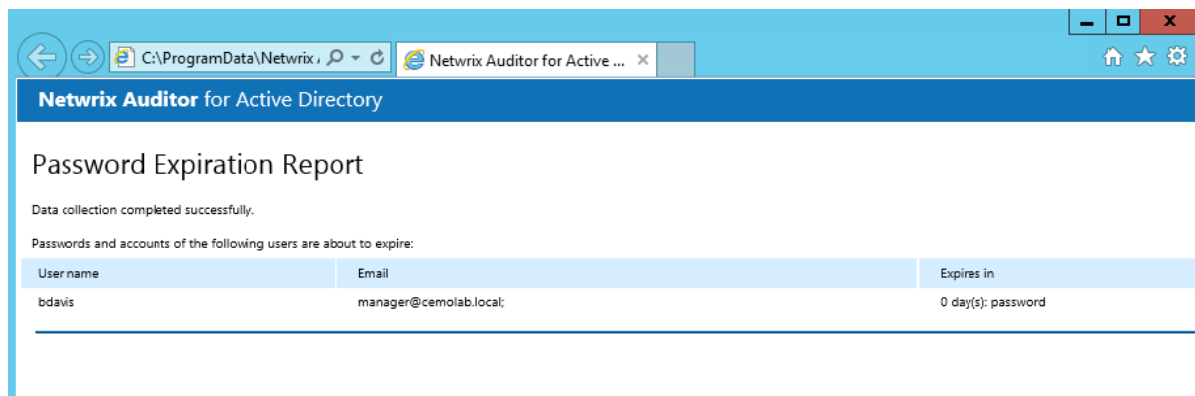 C:\ProgramData\Netwrix Netwrix Auditor for Active ...
Netwrix Auditor for Active Directory
Password Expiration Report
Data collection completed successfully.
Passwords and accounts of the following users are about to expire:
User name Email Expires in
bdavis manager@cemolab.local; 0 day(s): password